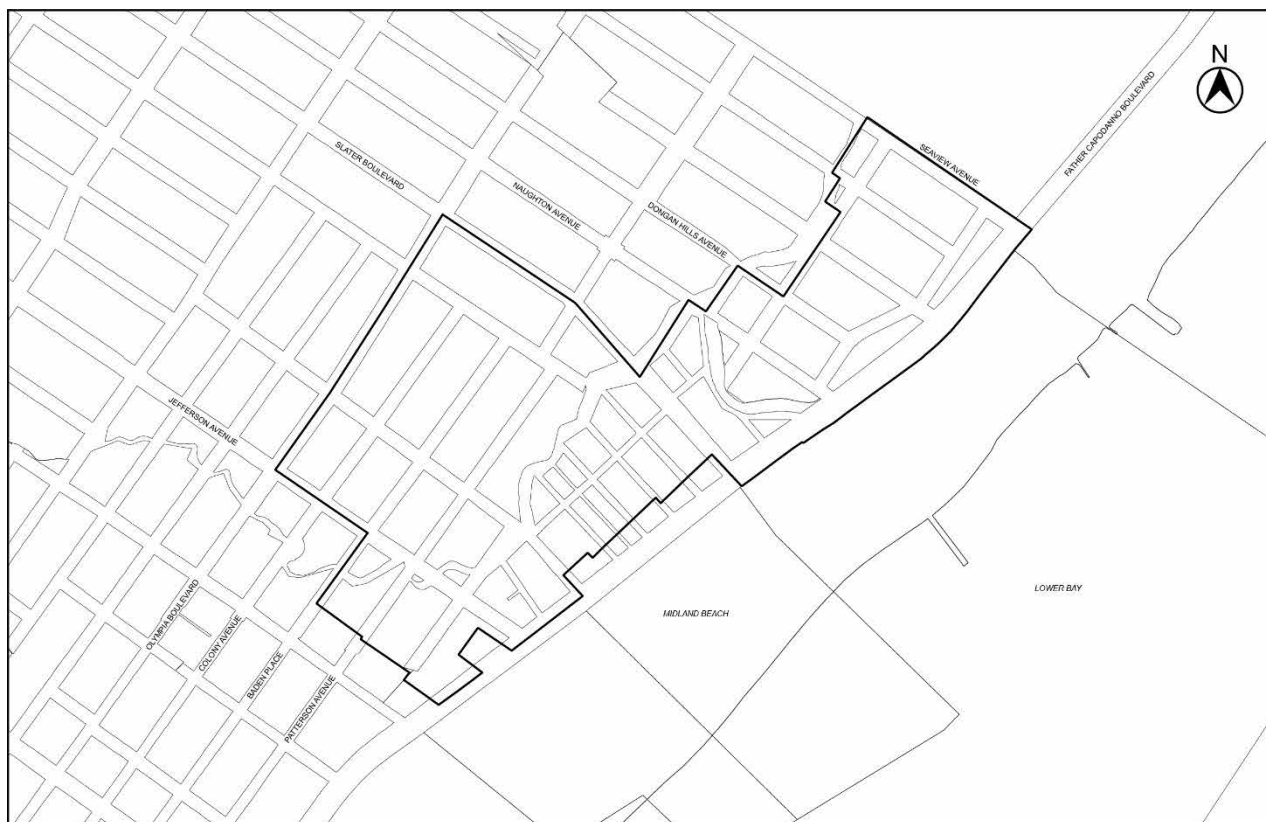 N
FATHER CAPODANNO BOULEVARD
SEAVIEW AVENUE
SLATER BOULEVARD
NAUGHTON AVENUE
DONGAN HILLS AVENUE
JEFFERSON AVENUE
OLYMPIA BOULEVARD
COLONY AVENUE
BADEN PLACE
PATTERSON AVENUE
MIDLAND BEACH
LOWER BAY